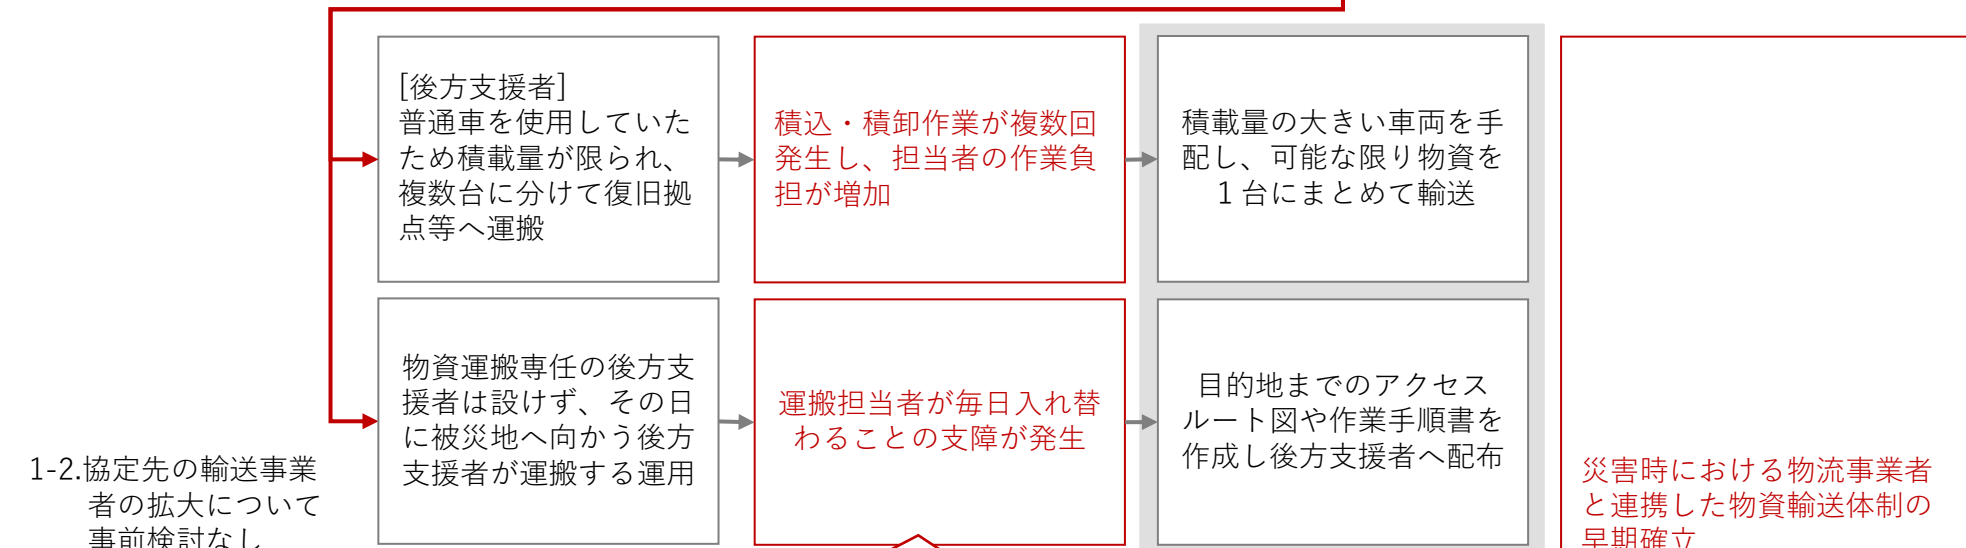 [後方支援者]
普通車を使用していた
ため積載量が限られ、
複数台に分けて復旧拠
点等へ運搬
積込・積卸作業が複数回
発生し、担当者の作業負
担が増加
積載量の大きい車両を手
配し、可能な限り物資を
１台にまとめて輸送
物資運搬専任の後方支
援者は設けず、その日
に被災地へ向かう後方
支援者が運搬する運用
運搬担当者が毎日入れ替
わることの支障が発生
目的地までのアクセス
ルート図や作業手順書を
作成し後方支援者へ配布
1-2.協定先の輸送事業
者の拡大について
事前検討なし
災害時における物流事業者
と連携した物資輸送体制の
早期確立